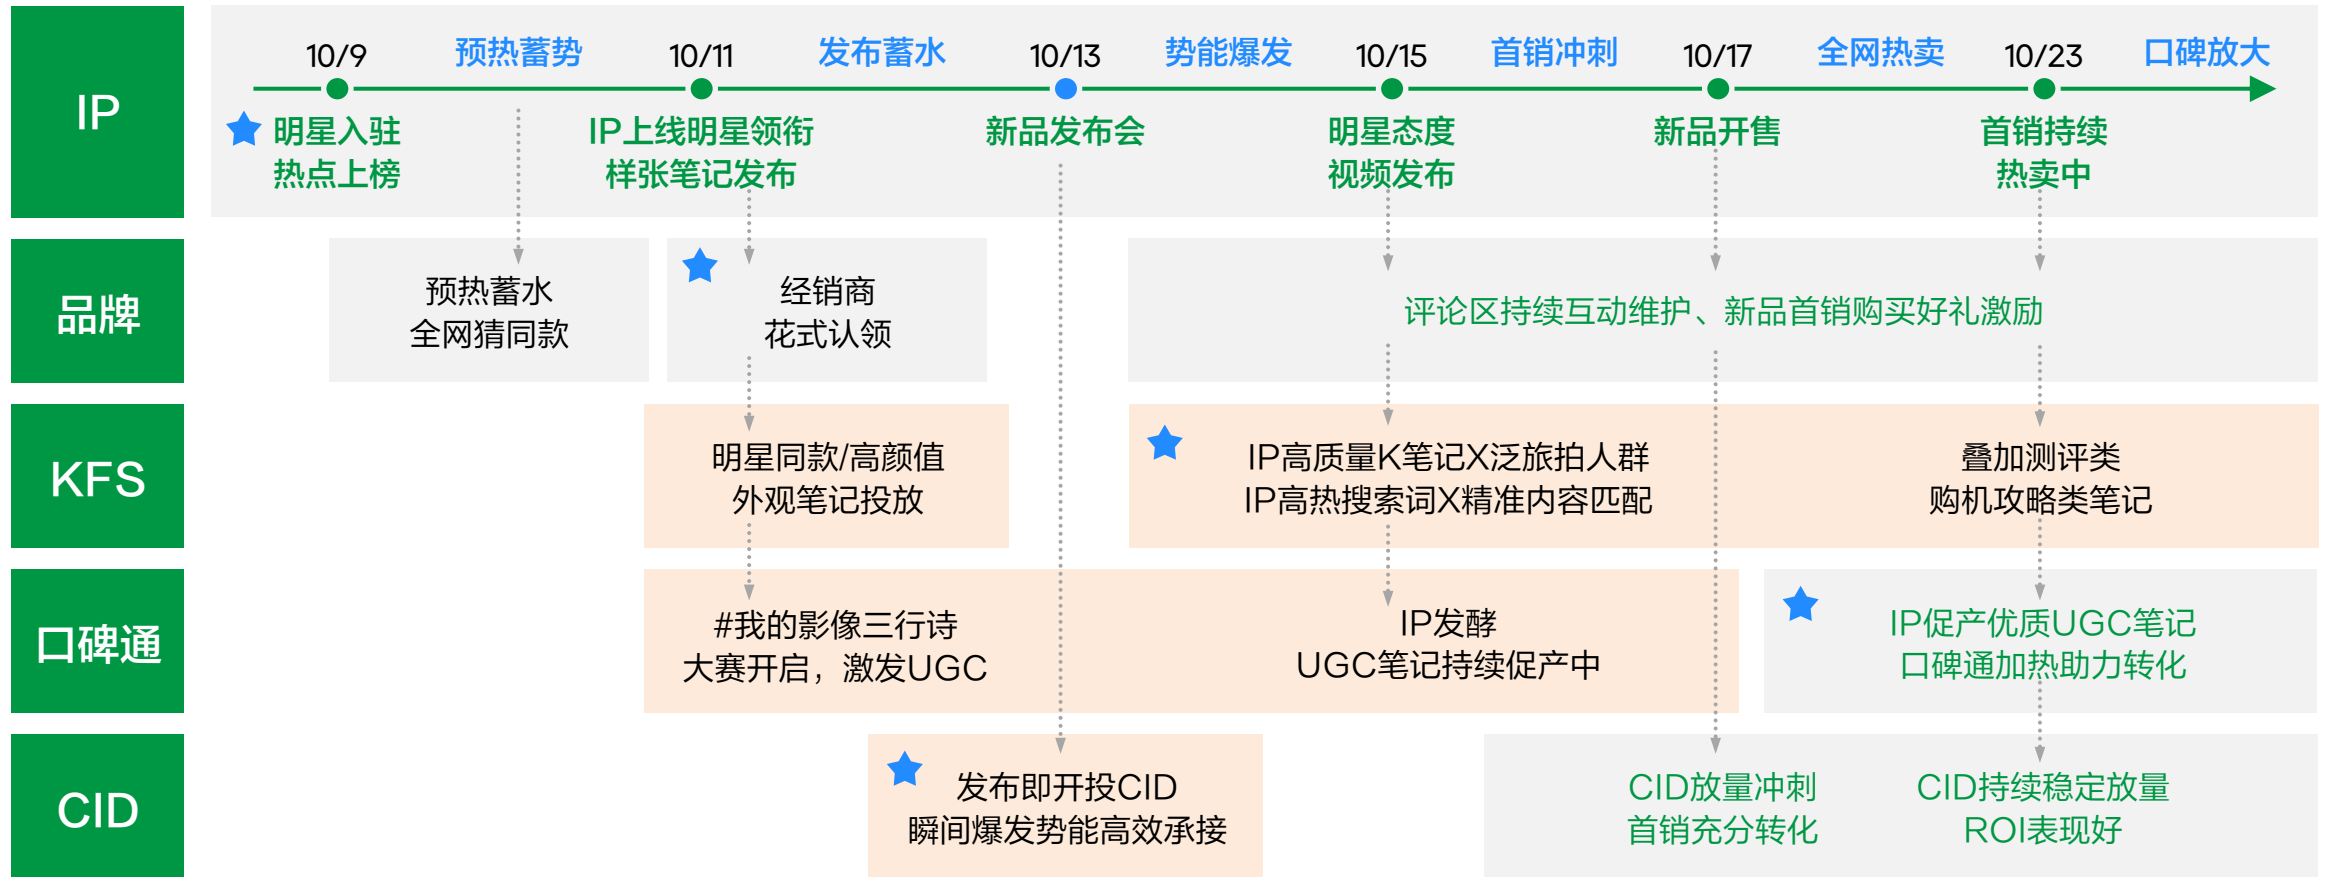 IP
10/9
预热蓄势
10/11
发布蓄水
10/13
势能爆发
10/15
首销冲刺
10/17
全网热卖
10/23
口碑放大
明星入驻
热点上榜
IP上线明星领衔
样张笔记发布
新品发布会
明星态度
视频发布
新品开售
首销持续
热卖中
品牌
预热蓄水
全网猜同款
经销商
花式认领
评论区持续互动维护、新品首销购买好礼激励
KFS
明星同款/高颜值
外观笔记投放
IP高质量K笔记X泛旅拍人群
IP高热搜索词X精准内容匹配
叠加测评类
购机攻略类笔记
口碑通
#我的影像三行诗
大赛开启，激发UGC
IP发酵
UGC笔记持续促产中
IP促产优质UGC笔记
口碑通加热助力转化
CID
发布即开投CID
瞬间爆发势能高效承接
CID放量冲刺
首销充分转化
CID持续稳定放量
ROI表现好